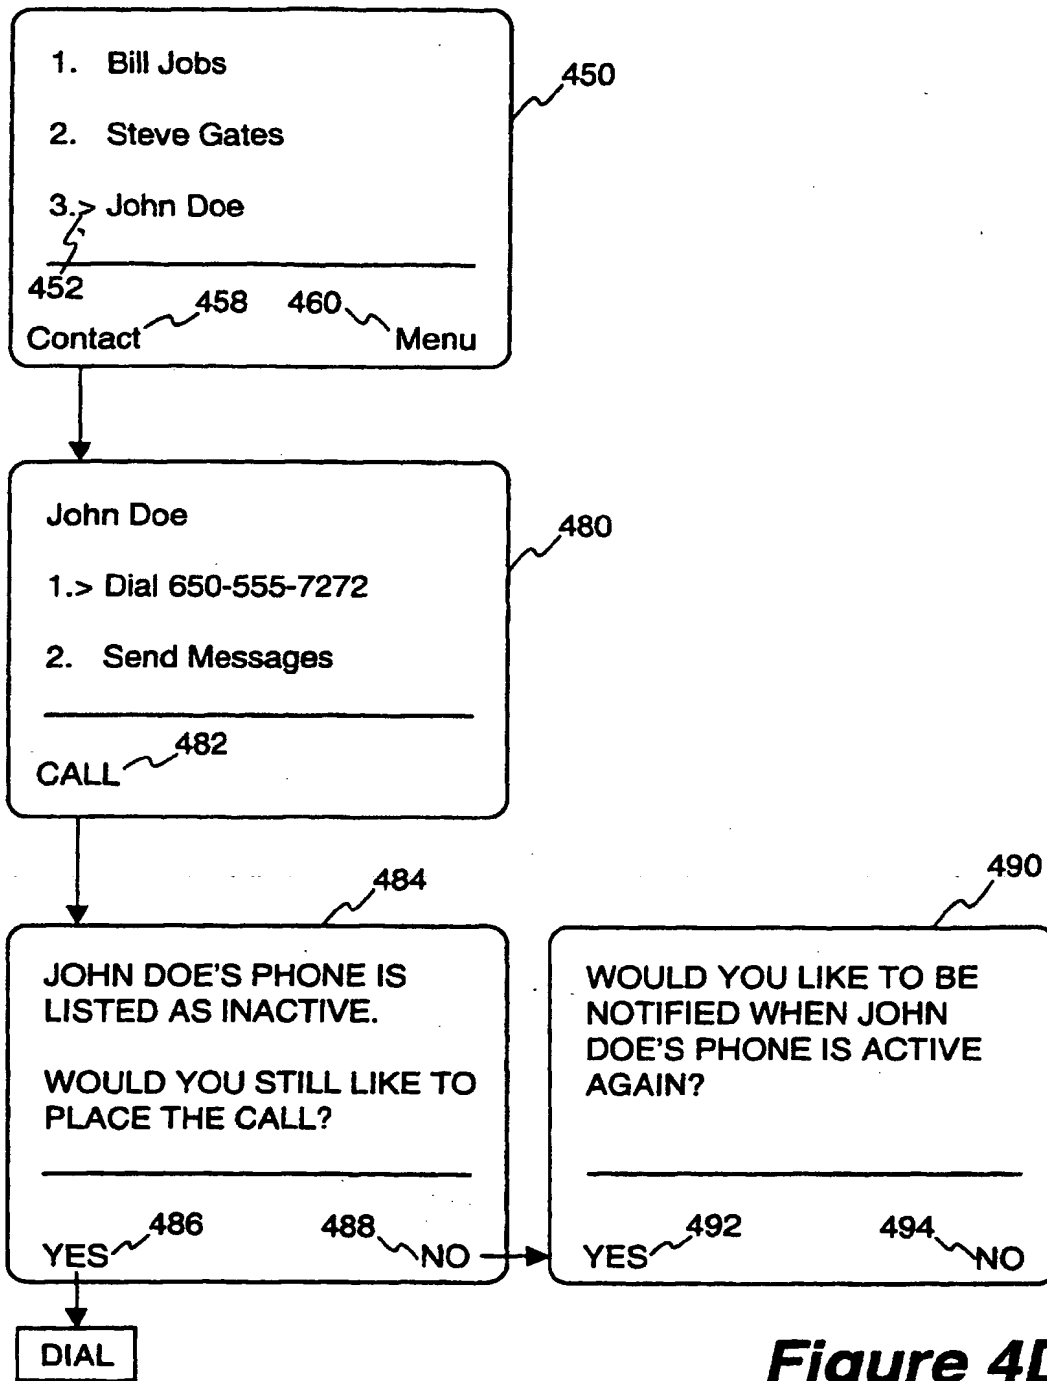 1. Bill Jobs
450
2. Steve Gates
3.> John Doe
452
458
460
Contact
Menu
John Doe
480
1.> Dial 650-555-7272
2. Send Messages
482
CALL
484
490
JOHN DOE'S PHONE IS
LISTED AS INACTIVE.
WOULD YOU STILL LIKE TO
PLACE THE CALL?
486
488
YES
NO
WOULD YOU LIKE TO BE
NOTIFIED WHEN JOHN
DOE'S PHONE IS ACTIVE
AGAIN?
492
494
YES
NO
DIAL
Figure 4D